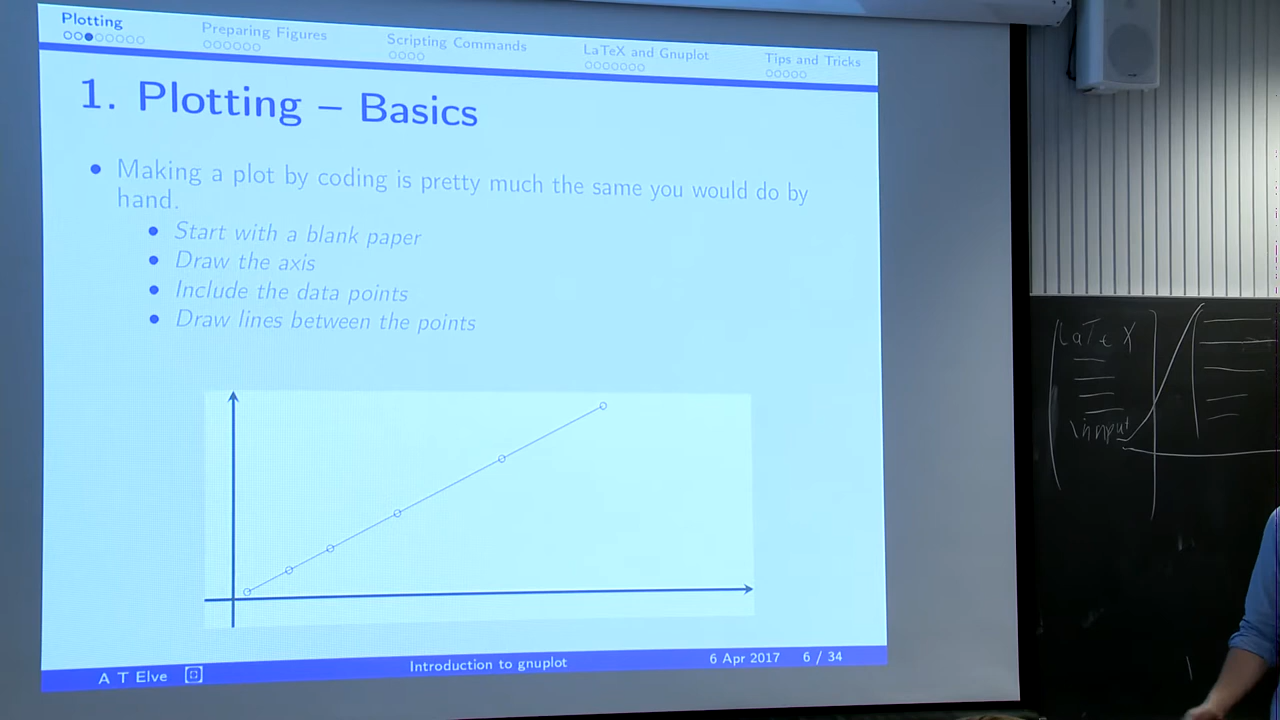 Plotting
Preparing Figures
Scripting Commands
LaTeX and Gnuplot
Tips and Tricks
1. Plotting – Basics
Making a plot by coding is pretty much the same you would do by
hand.
Start with a blank paper
Draw the axis
Include the data points
Draw lines between the points
A T Elve
Introduction to gnuplot
6 Apr 2017
6 / 34
LaTeX
\input